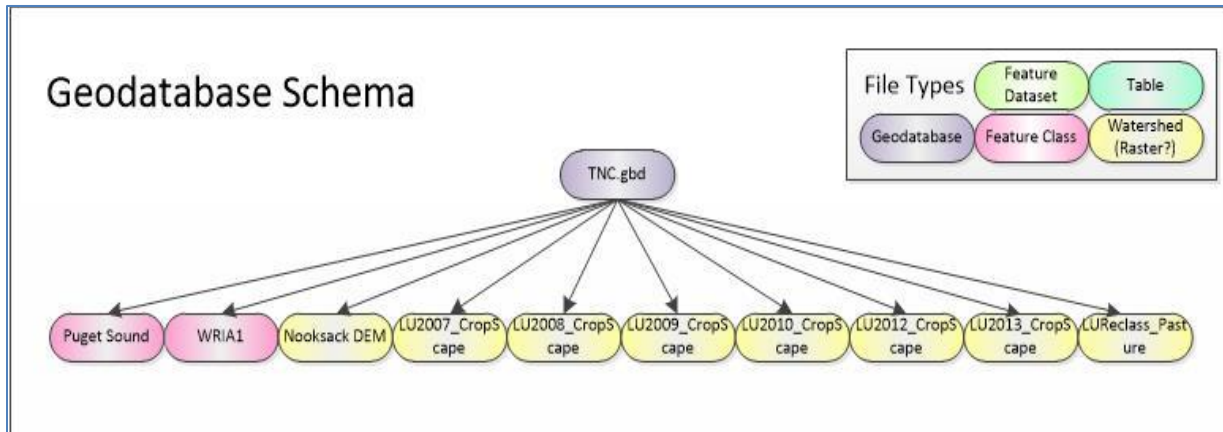 Geodatabase Schema
File Types
Feature
Dataset
Table
Geodatabase
Feature Class
Watershed
(Raster?)
TNC.gbd
Puget Sound
WRIA1
Nooksack DEM
LU2007_CropS
cape
LU2008_CropS
cape
LU2009_CropS
cape
LU2010_CropS
cape
LU2012_CropS
cape
LU2013_CropS
cape
LUReclass_Past
ure